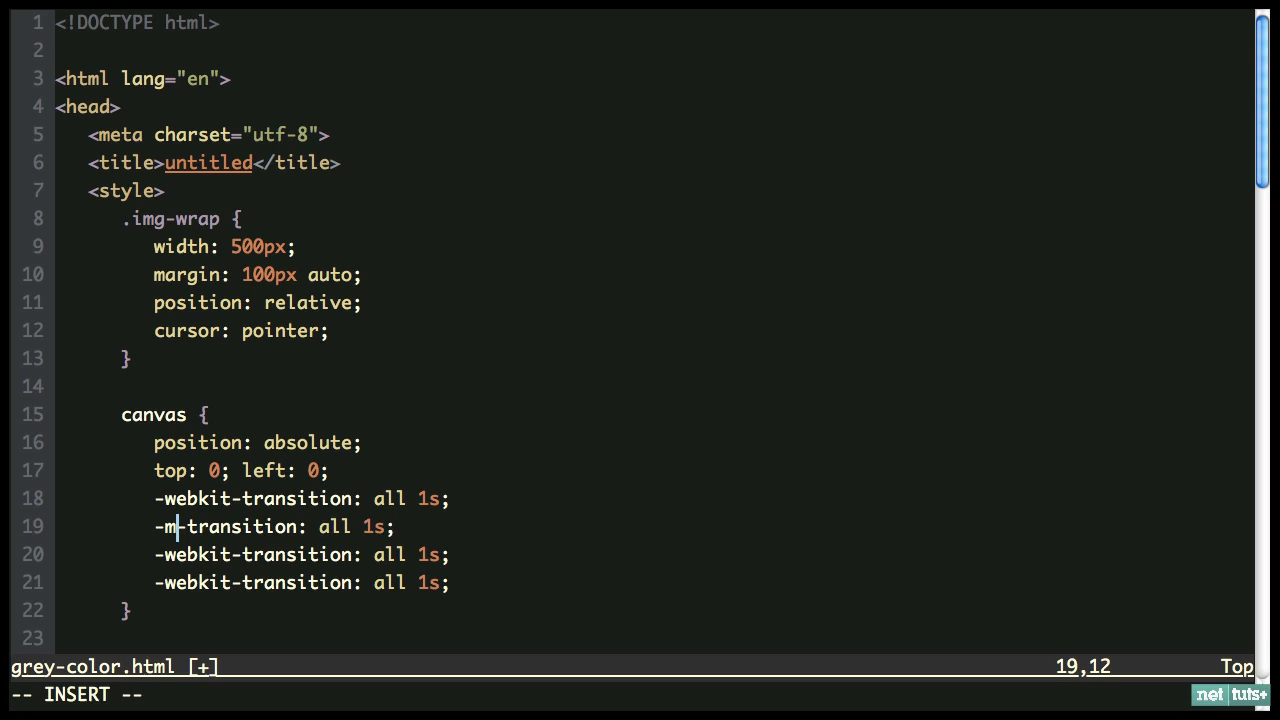 1 <!DOCTYPE html>
2
3 <html lang="en">
4 <head>
5    <meta charset="utf-8">
6    <title>untitled</title>
7    <style>
8       .img-wrap {
9          width: 500px;
10          margin: 100px auto;
11          position: relative;
12          cursor: pointer;
13       }
14
15       canvas {
16          position: absolute;
17          top: 0; left: 0;
18          -webkit-transition: all 1s;
19          -m-transition: all 1s;
20          -webkit-transition: all 1s;
21          -webkit-transition: all 1s;
22       }
23
grey-color.html [+] 19,12 Top
-- INSERT --
net tuts+